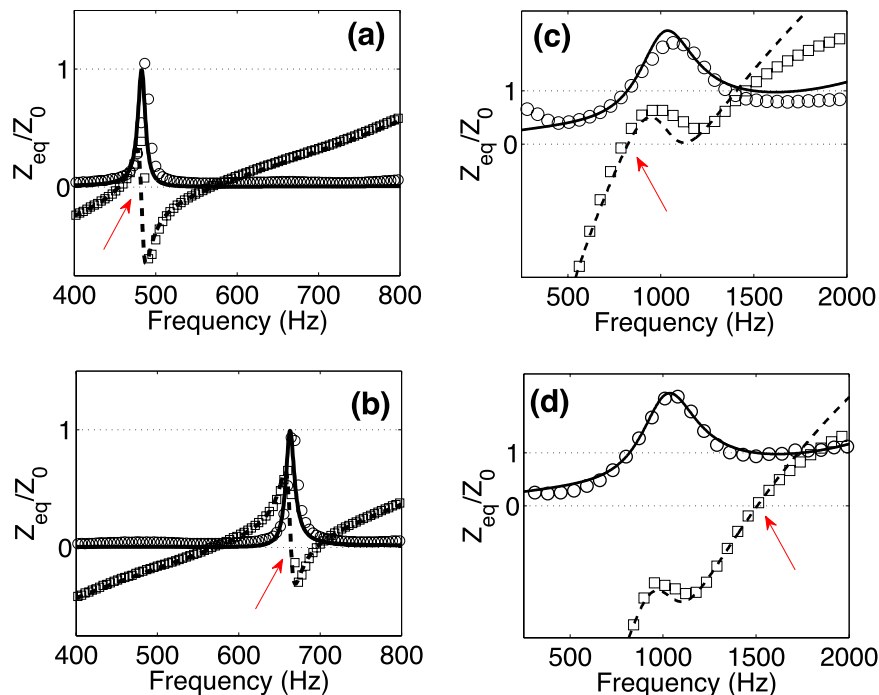 (a)
Z_eq/Z_0
1
0
400 500 600 700 800
Frequency (Hz)
(c)
Z_eq/Z_0
1
0
500 1000 1500 2000
Frequency (Hz)
(b)
Z_eq/Z_0
1
0
400 500 600 700 800
Frequency (Hz)
(d)
Z_eq/Z_0
1
0
500 1000 1500 2000
Frequency (Hz)